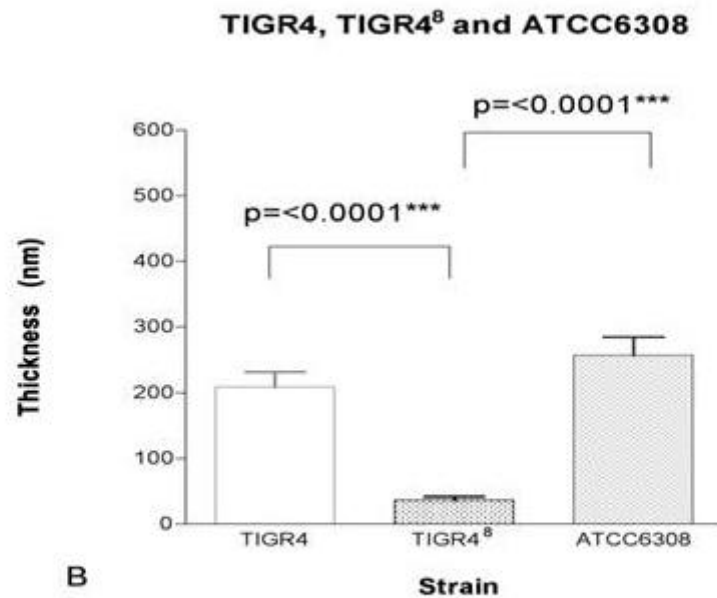 TIGR4, TIGR4⁸ and ATCC6308
p=<0.0001***
p=<0.0001***
600
500
400
300
200
100
0
Thickness (nm)
TIGR4 TIGR4⁸ ATCC6308
B
Strain